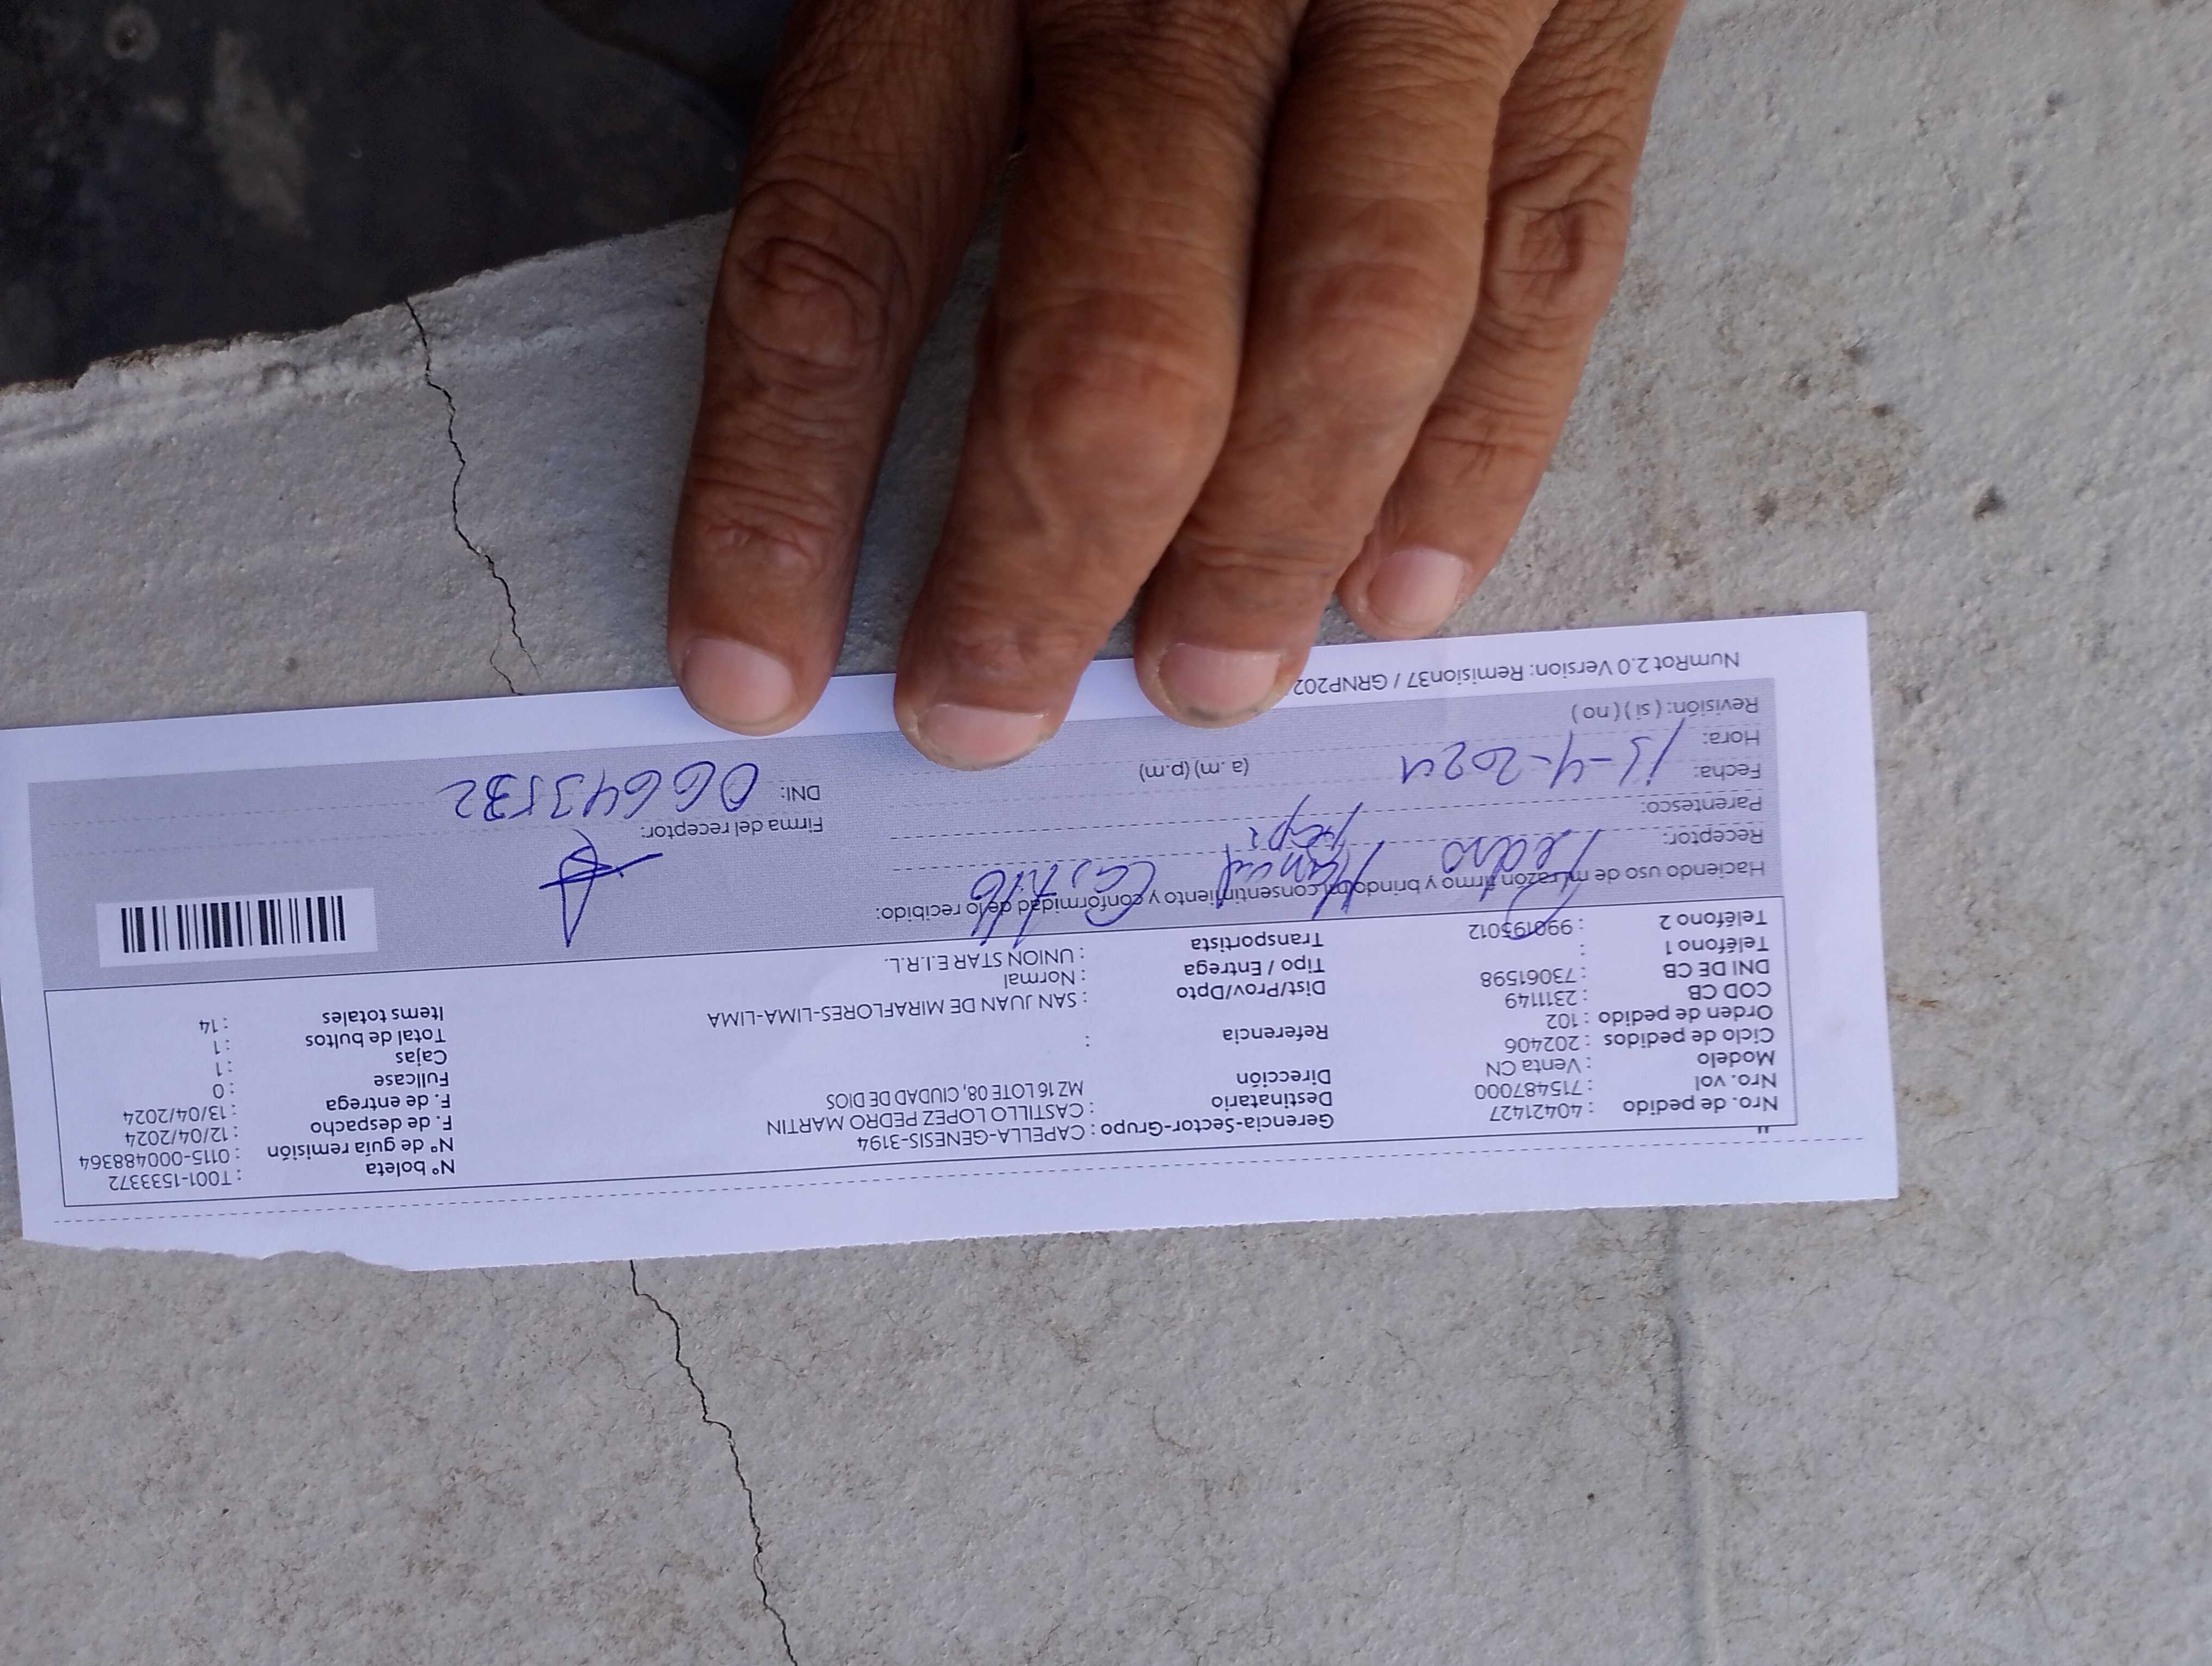 Nro. de pedido : 40421427
Nro. vol : 715487000
Modelo : Venta CN
Ciclo de pedidos : 202406
Orden de pedido : 102
COD CB : 2311149
DNI DE CB : 73061598
Teléfono 1 :
Teléfono 2 : 990195012
Gerencia-Sector-Grupo : CAPELLA-GENESIS-3194
Destinatario : CASTILLO LOPEZ PEDRO MARTIN
Dirección MZ 16 LOTE 08, CIUDAD DE DIOS
Referencia :
Dist/Prov/Dpto : SAN JUAN DE MIRAFLORES-LIMA-LIMA
Tipo / Entrega : Normal
Transportista : UNION STAR E.I.R.L.
N° boleta : T001-1533372
N° de guía remisión : 0115-000488364
F. de despacho : 12/04/2024
F. de entrega : 13/04/2024
Fullcase : 0
Cajas : 1
Total de bultos : 1
Items totales : 14
Haciendo uso de mi razón firmo y brindo mi consentimiento y conformidad de lo recibido:
Receptor: Pedro Manuel Castillo
Parentesco:
Fecha: 15-4-2024
Hora: (a.m) (p.m)
Revisión: ( si ) ( no )
Firma del receptor:
DNI: 06643532
NumRot 2.0 Version: Remision37 / GRNP202